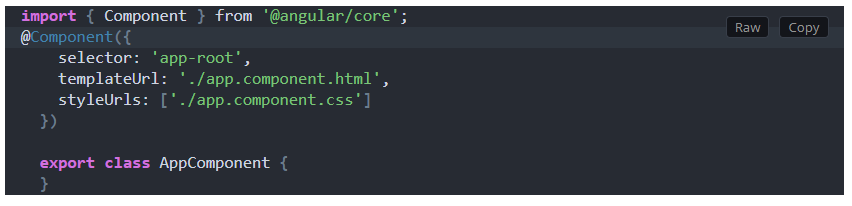 import { Component } from '@angular/core';
Raw Copy
@Component({
    selector: 'app-root',
    templateUrl: './app.component.html',
    styleUrls: ['./app.component.css']
  })

  export class AppComponent {
  }